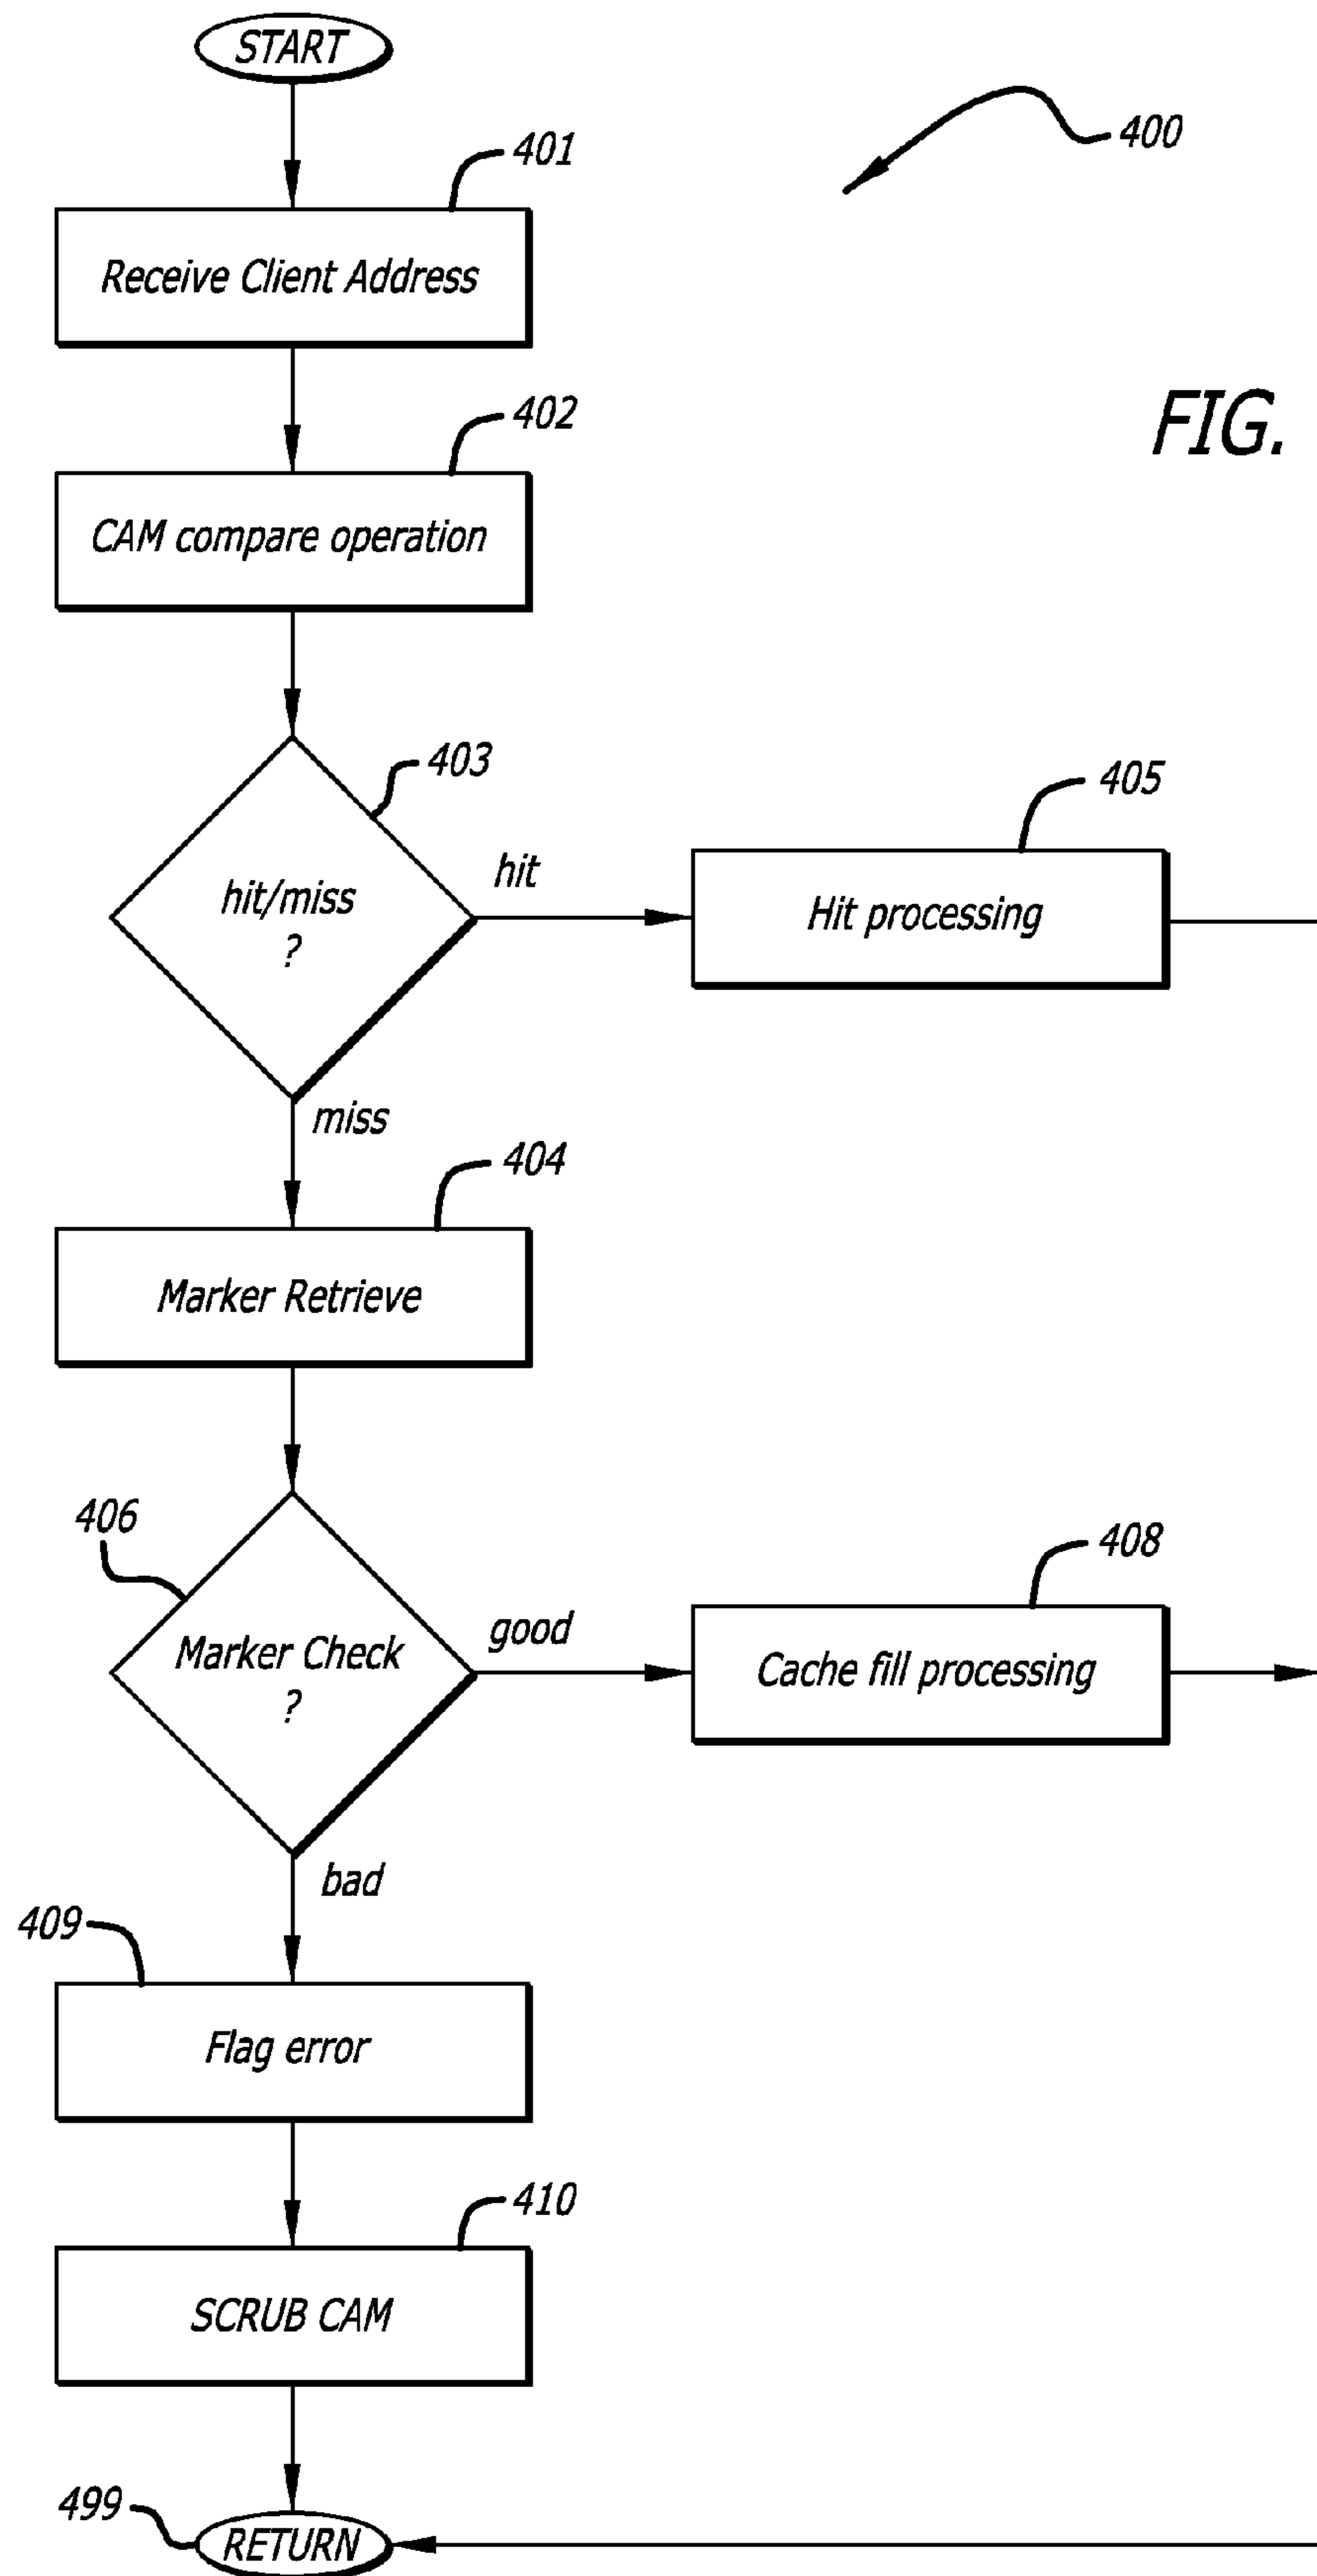 START
400
401
Receive Client Address
FIG.
402
CAM compare operation
403
hit/miss
?
hit
405
Hit processing
miss
404
Marker Retrieve
406
Marker Check
?
good
408
Cache fill processing
bad
409
Flag error
410
SCRUB CAM
499
RETURN